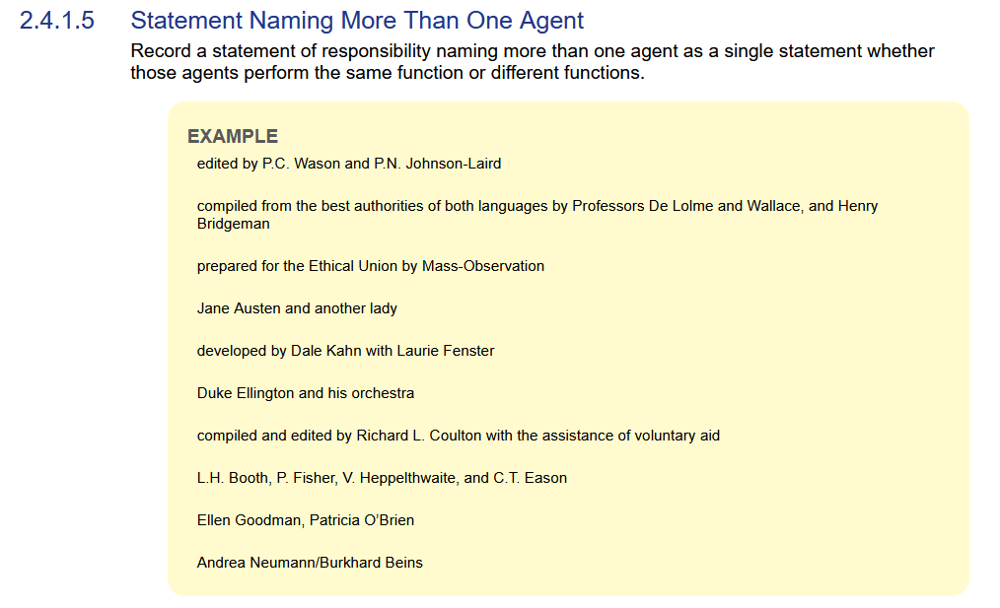 2.4.1.5 Statement Naming More Than One Agent
Record a statement of responsibility naming more than one agent as a single statement whether
those agents perform the same function or different functions.
EXAMPLE
edited by P.C. Wason and P.N. Johnson-Laird
compiled from the best authorities of both languages by Professors De Lolme and Wallace, and Henry
Bridgeman
prepared for the Ethical Union by Mass-Observation
Jane Austen and another lady
developed by Dale Kahn with Laurie Fenster
Duke Ellington and his orchestra
compiled and edited by Richard L. Coulton with the assistance of voluntary aid
L.H. Booth, P. Fisher, V. Heppelthwaite, and C.T. Eason
Ellen Goodman, Patricia O’Brien
Andrea Neumann/Burkhard Beins